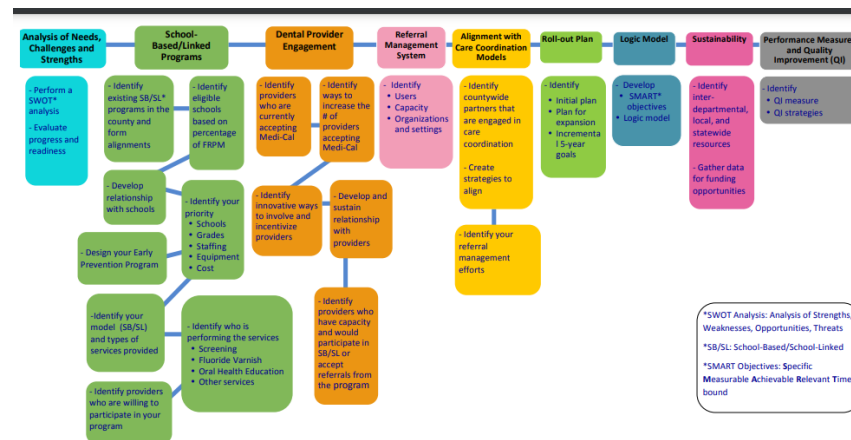 Analysis of Needs,
Challenges and
Strengths
School-
Based/Linked
Programs
Dental Provider
Engagement
Referral
Management
System
Alignment with
Care Coordination
Models
Roll-out Plan
Logic Model
Sustainability
Performance Measure
and Quality
Improvement (QI)
- Perform a
SWOT*
analysis
- Evaluate
progress and
readiness
- Identify
existing SB/SL*
programs in the
county and
form
alignments
- Identify
eligible
schools
based on
percentage
of FRPM
- Develop
relationship
with schools
- Identify your
priority
• Schools
• Grades
• Staffing
• Equipment
• Cost
- Design your Early
Prevention Program
-Identify your
model (SB/SL)
and types of
services provided
- Identify who is
performing the services
• Screening
• Fluoride Varnish
• Oral Health Education
• Other services
- Identify providers
who are willing to
participate in your
program
- Identify
providers
who are
currently
accepting
Medi-Cal
- Identify
ways to
increase the
# of
providers
accepting
Medi-Cal
- Identify
innovative ways
to involve and
incentivize
providers
- Develop and
sustain
relationship
with
providers
- Identify
providers who
have capacity
and would
participate in
SB/SL or
accept
referrals from
the program
- Identify
• Users
• Capacity
• Organizations
and settings
- Identify
countywide
partners that
are engaged in
care
coordination
- Create
strategies to
align
- Identify your
referral
management
efforts
- Identify
• Initial plan
• Plan for
expansion
• Incrementa
l 5-year
goals
- Develop
• SMART*
objectives
• Logic model
- Identify
inter-
departmental,
local, and
statewide
resources
- Gather data
for funding
opportunities
- Identify
• QI measure
• QI strategies
*SWOT Analysis: Analysis of Strengths,
Weaknesses, Opportunities, Threats
*SB/SL: School-Based/School-Linked
*SMART Objectives: Specific
Measurable Achievable Relevant Time
bound